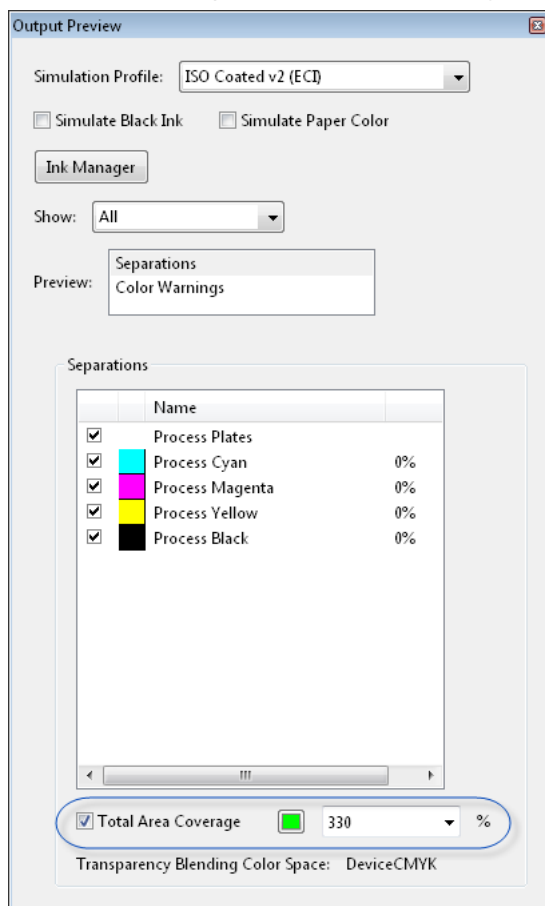 Output Preview
Simulation Profile: ISO Coated v2 (ECI)
Simulate Black Ink Simulate Paper Color
Ink Manager
Show: All
Preview: Separations
Color Warnings
Separations
Name
Process Plates
Process Cyan 0%
Process Magenta 0%
Process Yellow 0%
Process Black 0%
Total Area Coverage 330 %
Transparency Blending Color Space: DeviceCMYK